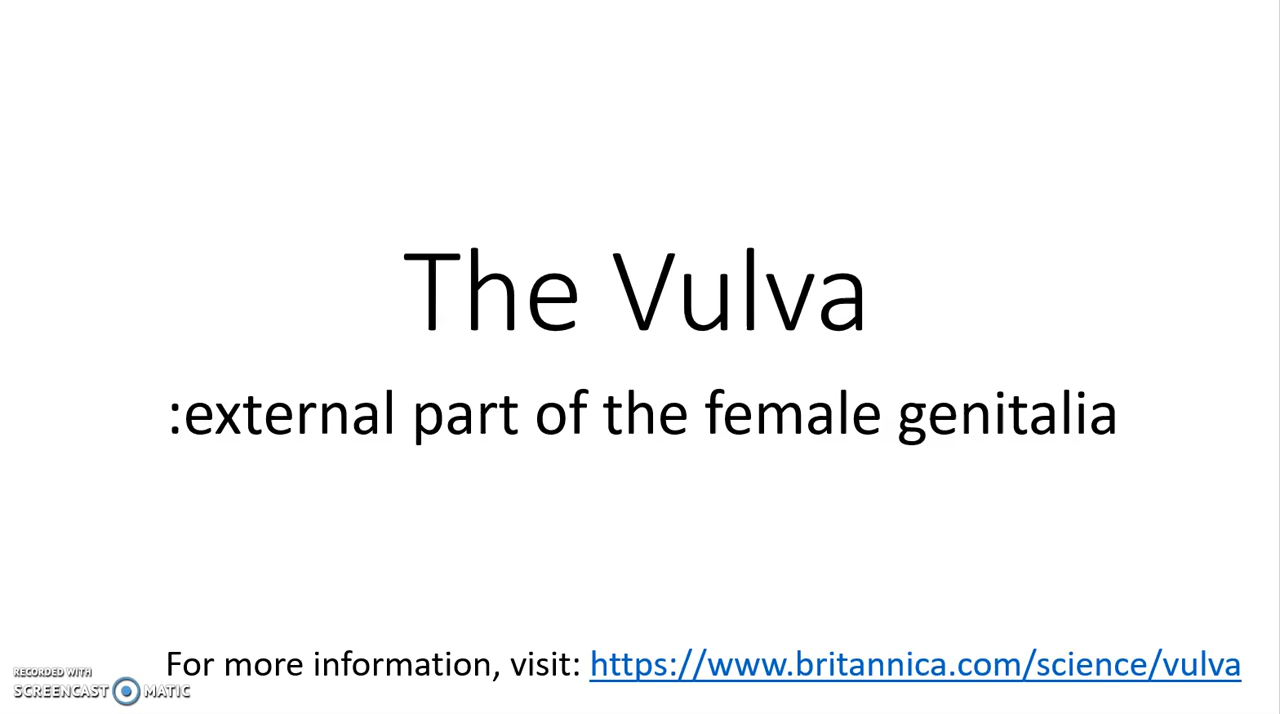 The Vulva
:external part of the female genitalia
For more information, visit: https://www.britannica.com/science/vulva
RECORDED WITH
SCREENCAST MATIC